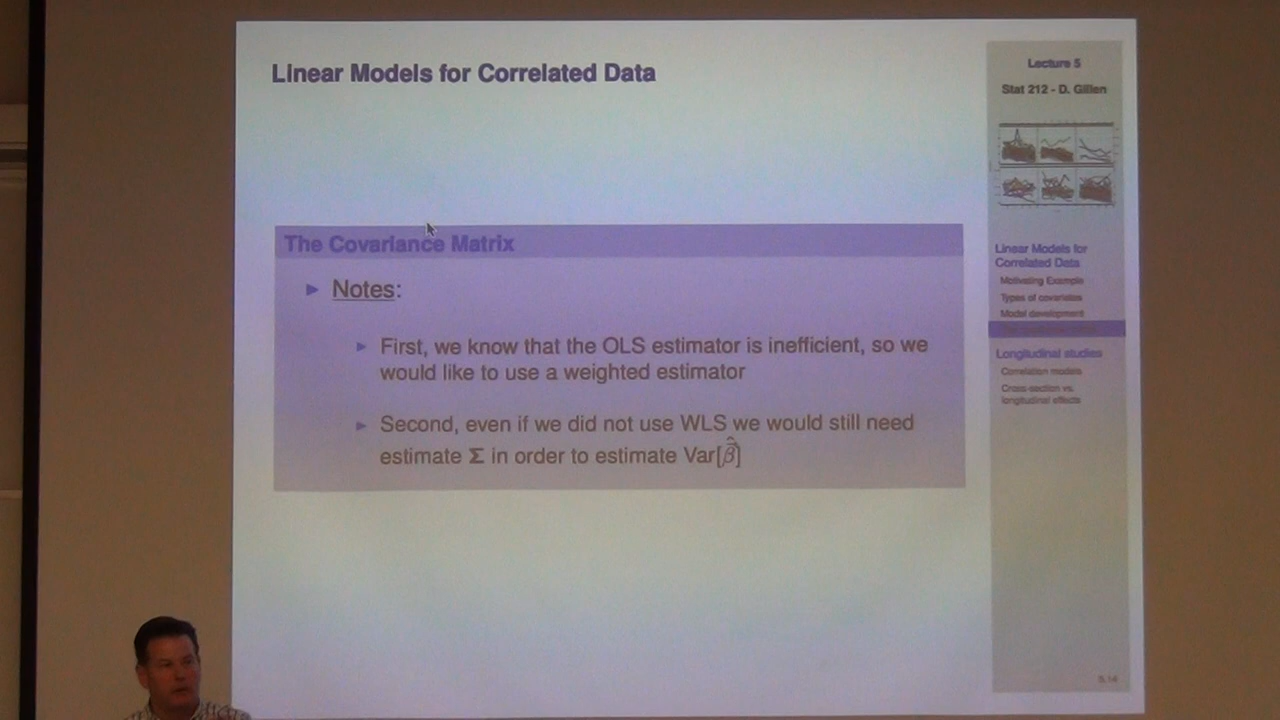 Linear Models for Correlated Data
The Covariance Matrix
Notes:
First, we know that the OLS estimator is inefficient, so we
would like to use a weighted estimator
Second, even if we did not use WLS we would still need
estimate Σ in order to estimate Var[β̂]
Lecture 5
Stat 212 - D. Gillen
Linear Models for
Correlated Data
Motivating Example
Types of covariates
Model development
Longitudinal studies
Correlation models
Cross-section vs.
longitudinal effects
5.14